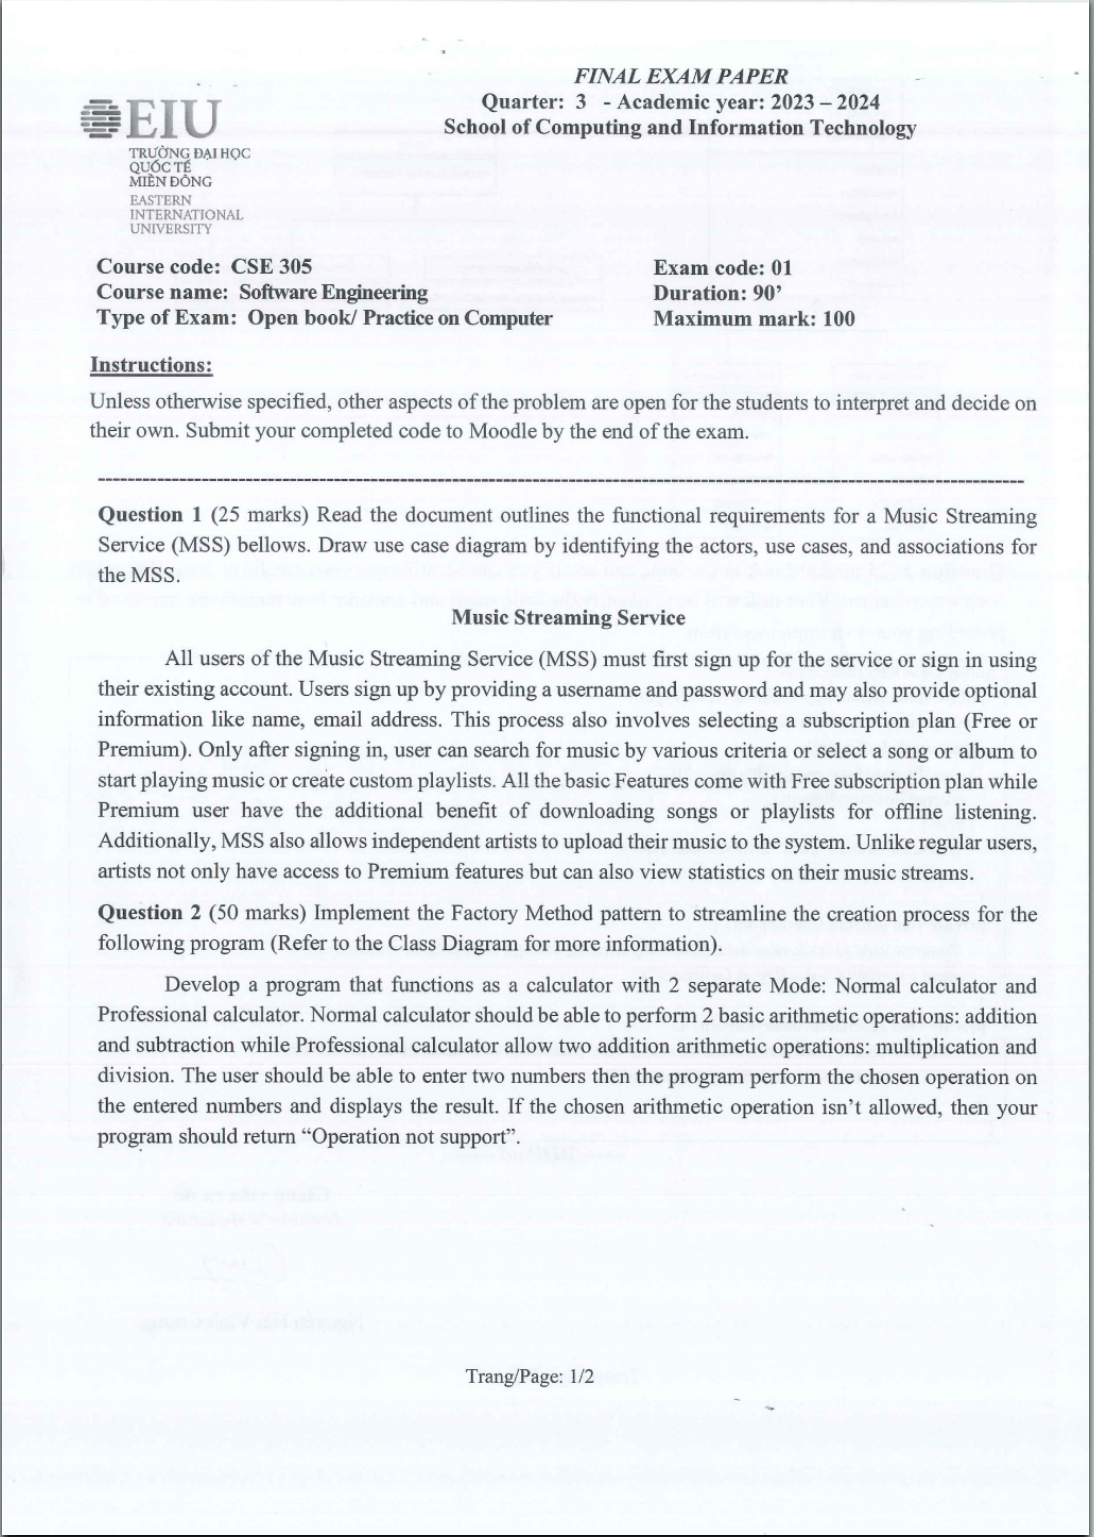 FINAL EXAM PAPER
Quarter: 3 - Academic year: 2023 – 2024
School of Computing and Information Technology
EIU
TRƯỜNG ĐẠI HỌC
QUỐC TẾ
MIỀN ĐÔNG
EASTERN
INTERNATIONAL
UNIVERSITY
Course code: CSE 305
Exam code: 01
Course name: Software Engineering
Duration: 90’
Type of Exam: Open book/ Practice on Computer
Maximum mark: 100
Instructions:
Unless otherwise specified, other aspects of the problem are open for the students to interpret and decide on
their own. Submit your completed code to Moodle by the end of the exam.
Question 1 (25 marks) Read the document outlines the functional requirements for a Music Streaming
Service (MSS) bellows. Draw use case diagram by identifying the actors, use cases, and associations for
the MSS.
Music Streaming Service
All users of the Music Streaming Service (MSS) must first sign up for the service or sign in using
their existing account. Users sign up by providing a username and password and may also provide optional
information like name, email address. This process also involves selecting a subscription plan (Free or
Premium). Only after signing in, user can search for music by various criteria or select a song or album to
start playing music or create custom playlists. All the basic Features come with Free subscription plan while
Premium user have the additional benefit of downloading songs or playlists for offline listening.
Additionally, MSS also allows independent artists to upload their music to the system. Unlike regular users,
artists not only have access to Premium features but can also view statistics on their music streams.
Question 2 (50 marks) Implement the Factory Method pattern to streamline the creation process for the
following program (Refer to the Class Diagram for more information).
Develop a program that functions as a calculator with 2 separate Mode: Normal calculator and
Professional calculator. Normal calculator should be able to perform 2 basic arithmetic operations: addition
and subtraction while Professional calculator allow two addition arithmetic operations: multiplication and
division. The user should be able to enter two numbers then the program perform the chosen operation on
the entered numbers and displays the result. If the chosen arithmetic operation isn’t allowed, then your
program should return “Operation not support”.
Trang/Page: 1/2